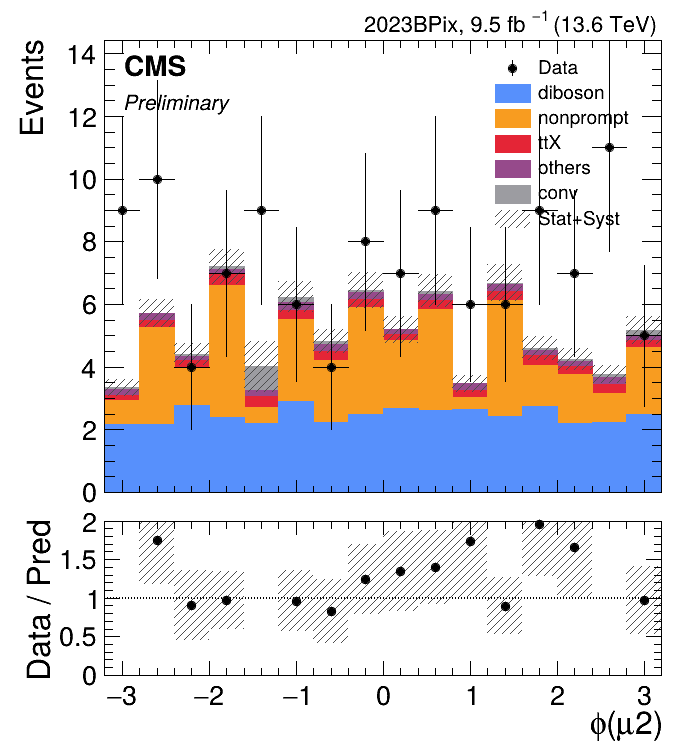 2023BPix, 9.5 fb⁻¹ (13.6 TeV)
CMS
Preliminary
Events
14
12
10
8
6
4
2
0
Data
diboson
nonprompt
ttX
others
conv
Stat+Syst
Data / Pred
2
1.5
1
0.5
0
−3 −2 −1 0 1 2 3
ϕ(μ2)